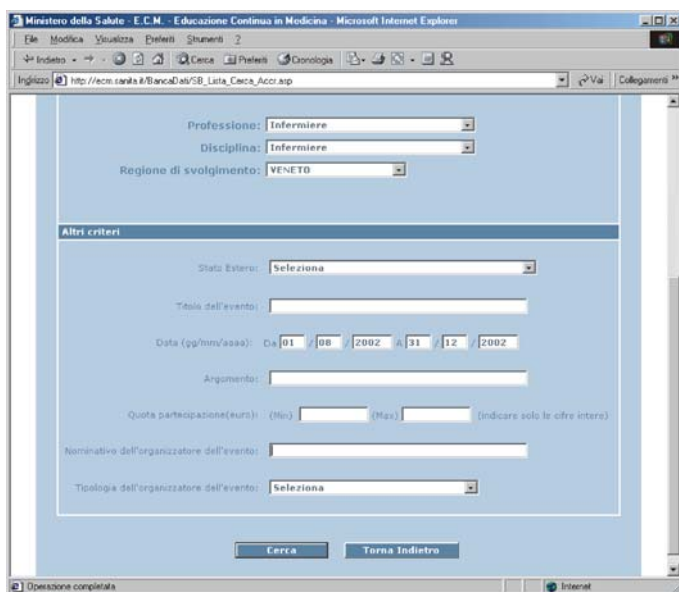 Ministero della Salute - E.C.M. - Educazione Continua in Medicina - Microsoft Internet Explorer
File Modifica Visualizza Preferiti Strumenti ?
Indietro Cerca Preferiti Cronologia
Indirizzo http://ecm.sanita.it/BancaDati/SB_Lista_Cerca_Accr.asp Vai Collegamenti »
Professione: Infermiere
Disciplina: Infermiere
Regione di svolgimento: VENETO
Altri criteri
Stato Estero: Seleziona
Titolo dell'evento:
Data (gg/mm/aaaa): Da 01 / 08 / 2002 A 31 / 12 / 2002
Argomento:
Quota partecipazione(euro): (Min) (Max) (indicare solo le cifre intere)
Nominativo dell'organizzatore dell'evento:
Tipologia dell'organizzatore dell'evento: Seleziona
Cerca Torna Indietro
Operazione completata Internet